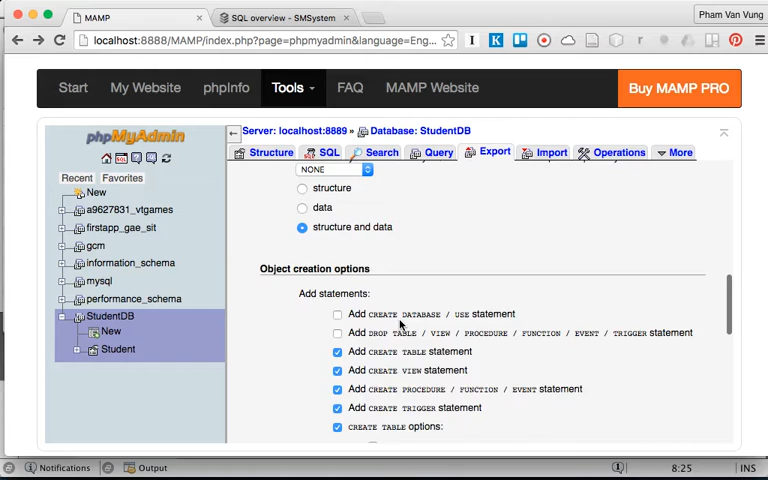 MAMP
SQL overview - SMSystem
Pham Van Vung
localhost:8888/MAMP/index.php?page=phpmyadmin&language=Eng...
Start
My Website
phpInfo
Tools
FAQ
MAMP Website
Buy MAMP PRO
phpMyAdmin
Recent
Favorites
New
a9627831_vtgames
firstapp_gae_sit
gcm
information_schema
mysql
performance_schema
StudentDB
New
Student
Server: localhost:8889 » Database: StudentDB
Structure
SQL
Search
Query
Export
Import
Operations
More
NONE
structure
data
structure and data
Object creation options
Add statements:
Add CREATE DATABASE / USE statement
Add DROP TABLE / VIEW / PROCEDURE / FUNCTION / EVENT / TRIGGER statement
Add CREATE TABLE statement
Add CREATE VIEW statement
Add CREATE PROCEDURE / FUNCTION / EVENT statement
Add CREATE TRIGGER statement
CREATE TABLE options:
Notifications
Output
8:25
INS